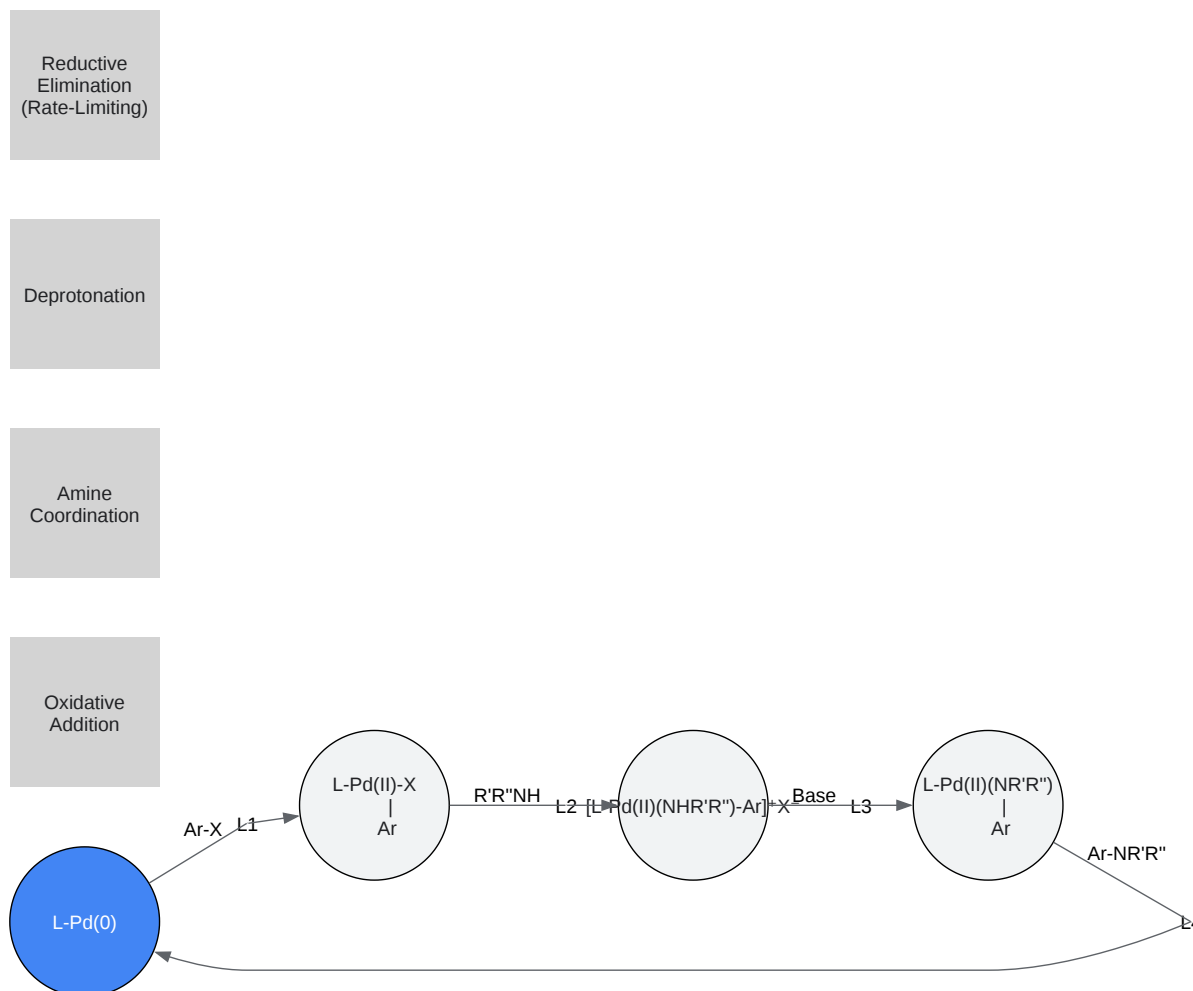 Reductive
Elimination
(Rate-Limiting)
Deprotonation
Amine
Coordination
Oxidative
Addition
L-Pd(II)-X
|
Ar
R'R"NH
L2
[L-Pd(II)(NHR'R")-Ar]⁺X⁻
Base
L3
L-Pd(II)(NR'R")
|
Ar
Ar-X
L1
Ar-NR'R"
L-Pd(0)